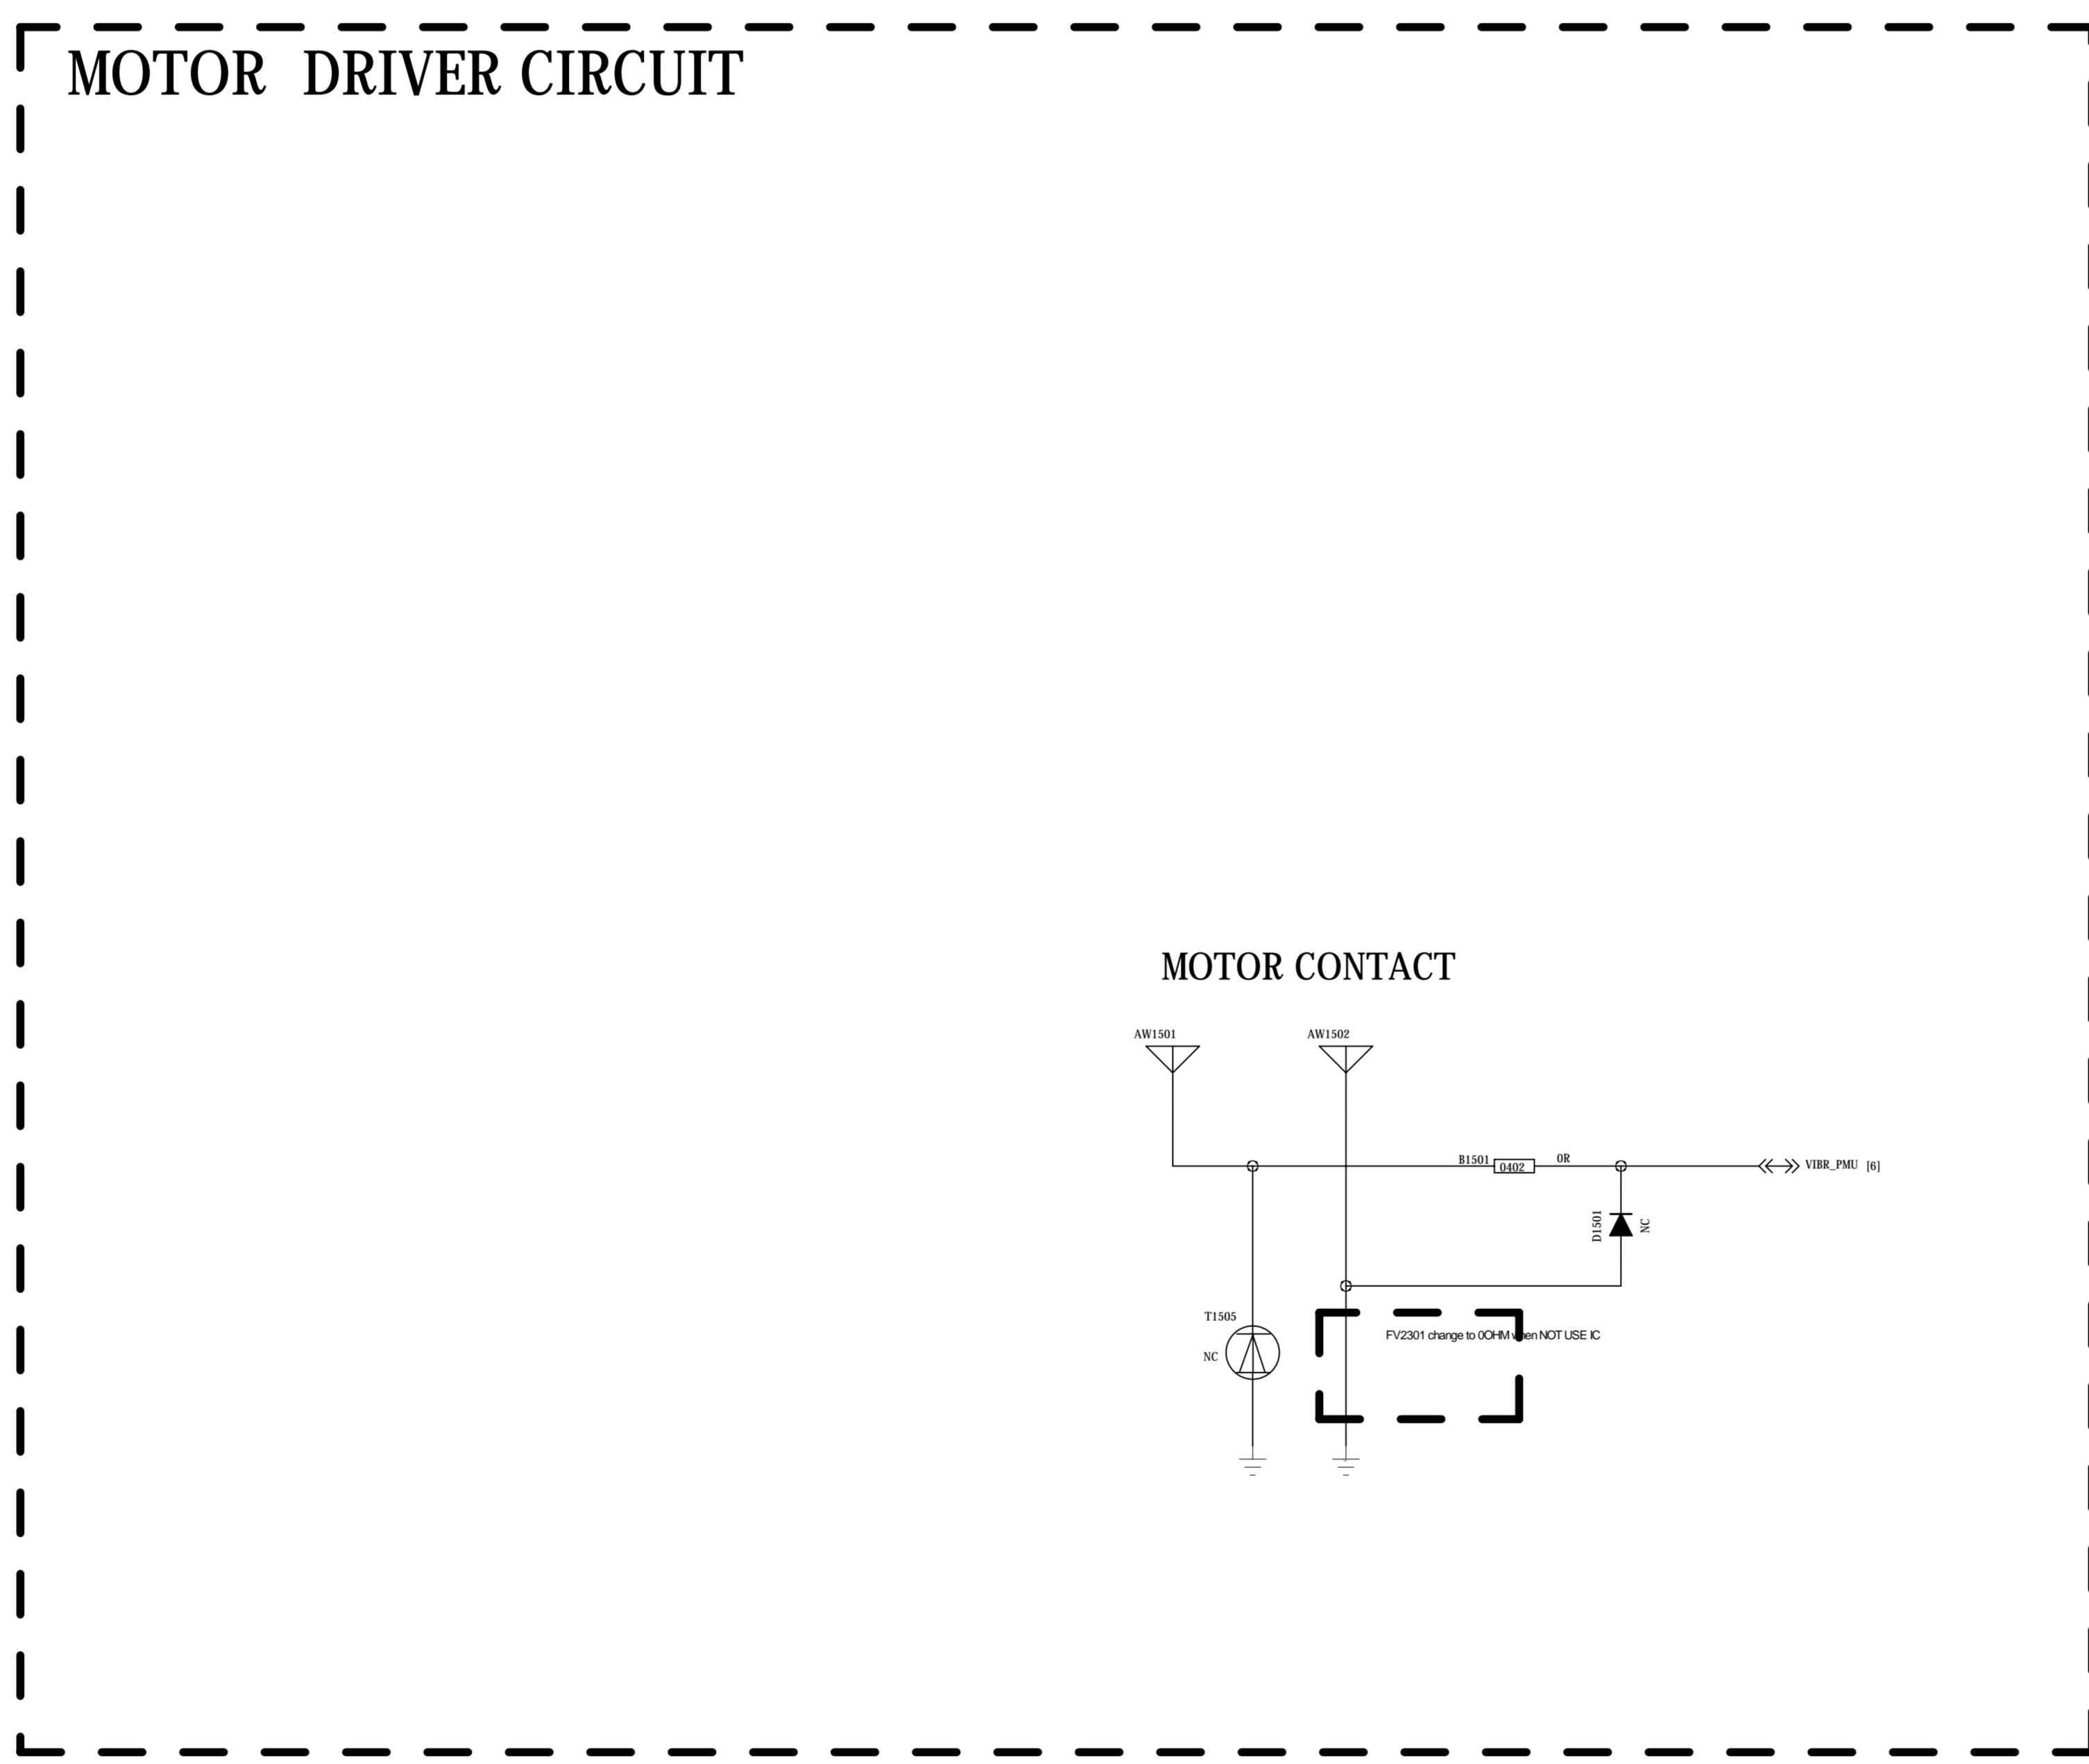 MOTOR DRIVER CIRCUIT
MOTOR CONTACT
AW1501
AW1502
B1501
0402
0R
VIBR_PMU [6]
D1501
NC
T1505
NC
FV2301 change to 0OHM when NOT USE IC